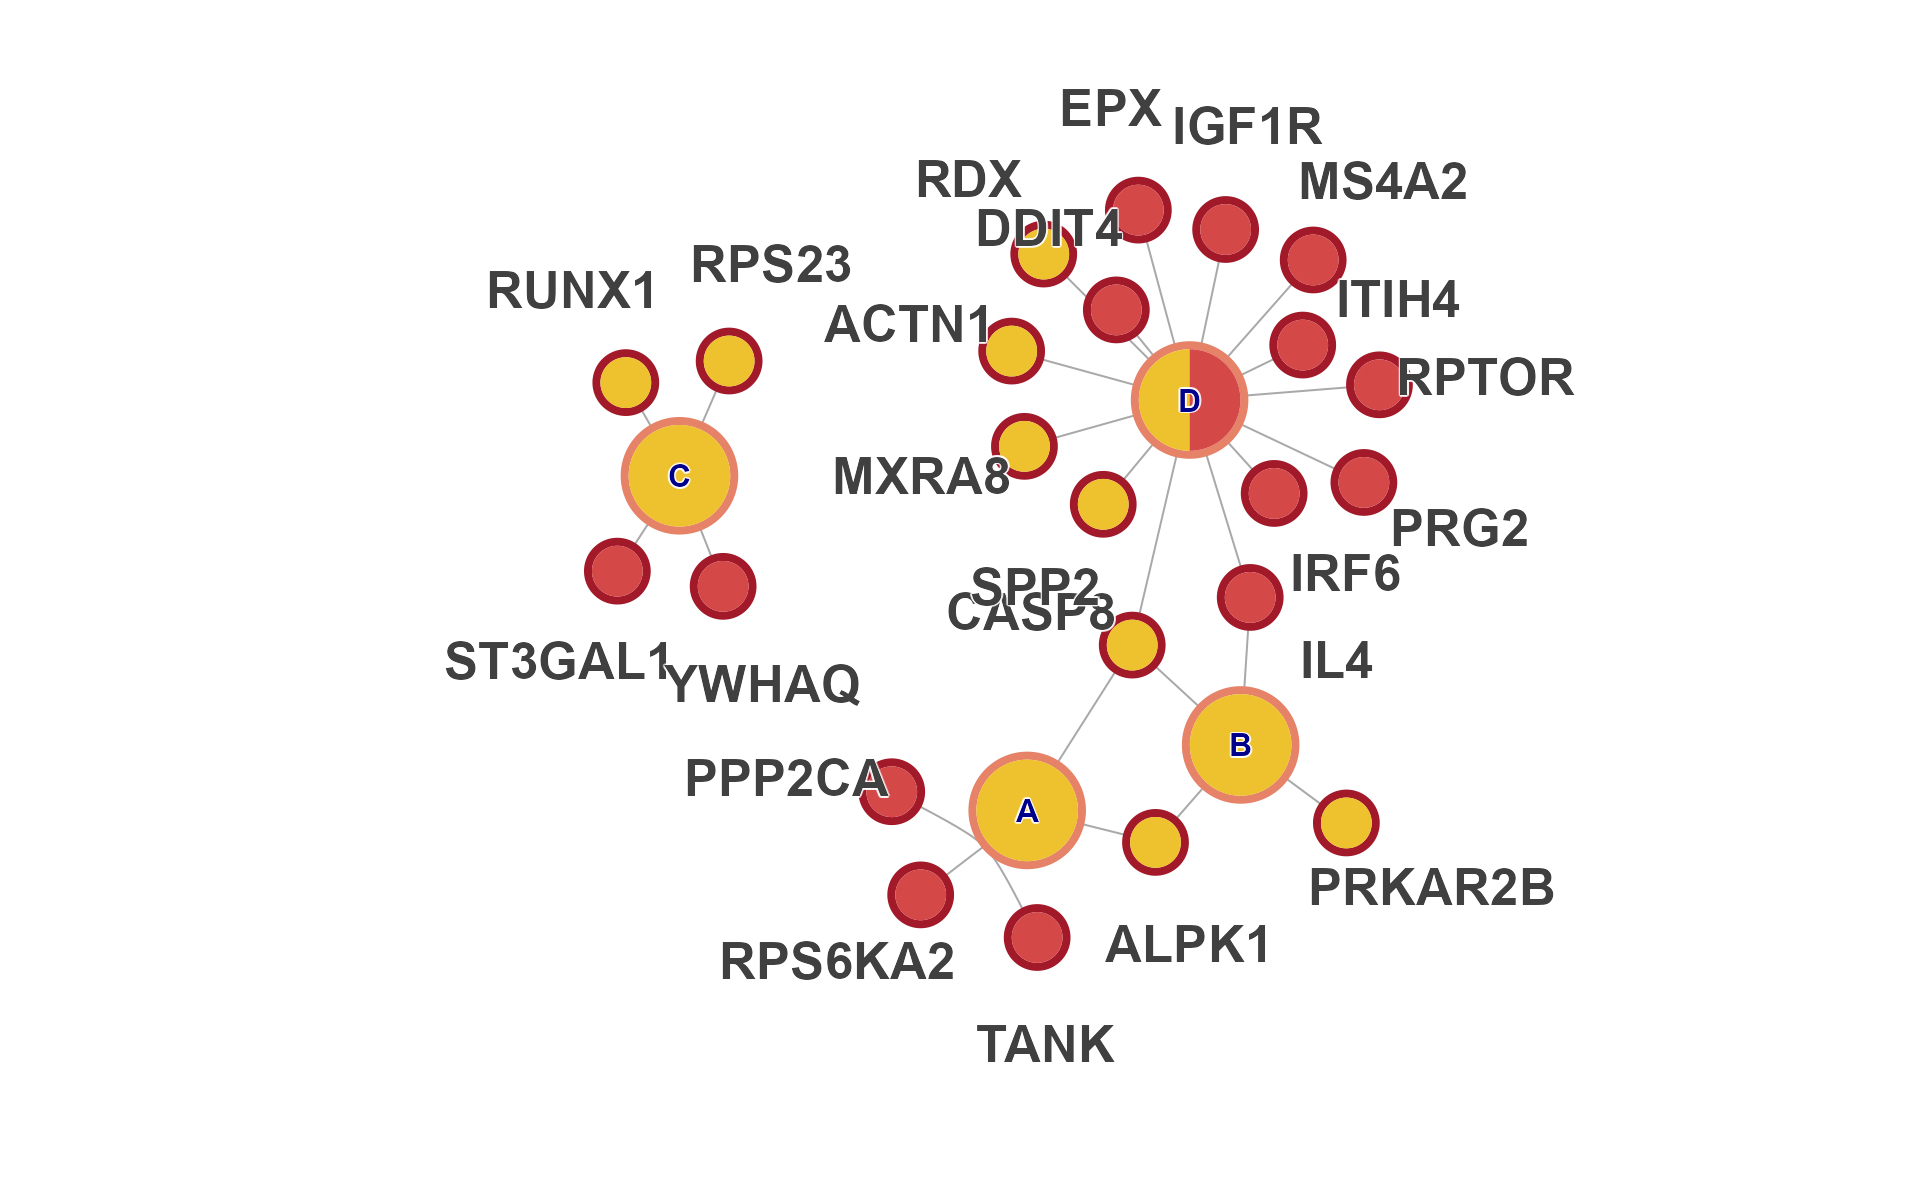 EPX
IGF1R
RDX
MS4A2
DDIT4
RPS23
RUNX1
ITIH4
ACTN1
RPTOR
D
C
MXRA8
PRG2
IRF6
SPP2
CASP8
ST3GAL1
IL4
YWHAQ
B
PPP2CA
A
PRKAR2B
ALPK1
RPS6KA2
TANK